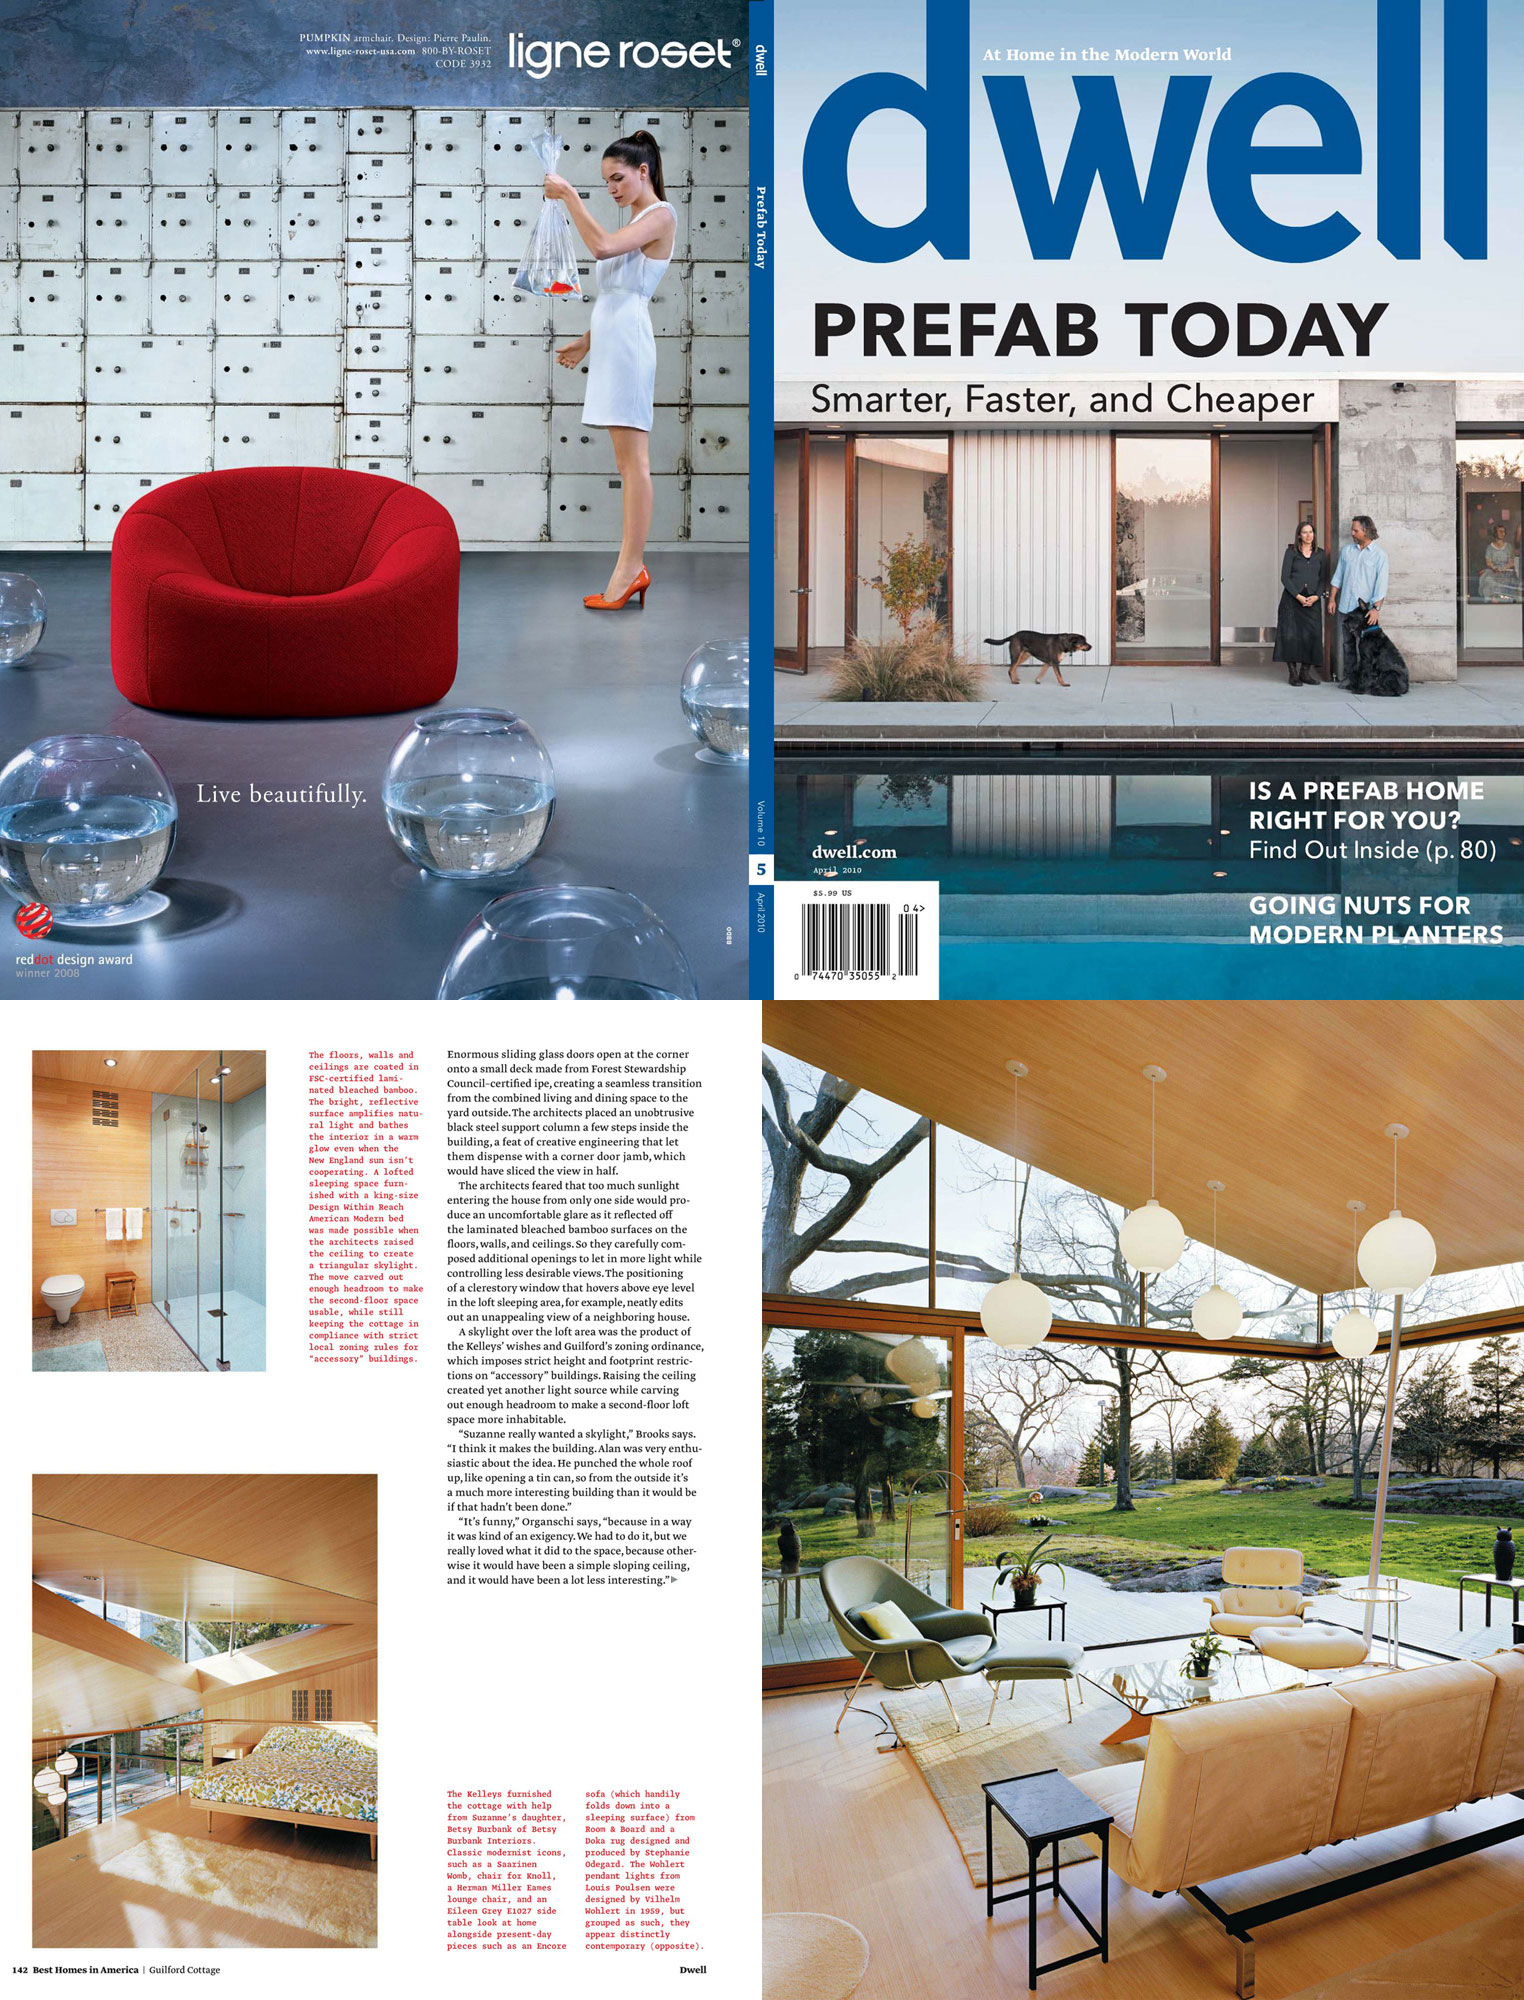 PUMPKIN armchair. Design: Pierre Paulin.
www.ligne-roset-usa.com 800-BY-ROSET
CODE 3932
ligne roset®
Live beautifully.
reddot design award
winner 2008
0088
dwell
Prefab Today
Volume 10
5
April 2010
At Home in the Modern World
dwell
PREFAB TODAY
Smarter, Faster, and Cheaper
IS A PREFAB HOME
RIGHT FOR YOU?
Find Out Inside (p. 80)
GOING NUTS FOR
MODERN PLANTERS
dwell.com
April 2010
$5.99 US
04>
0 74470 35055 2
The floors, walls and
ceilings are coated in
FSC-certified lami-
nated bleached bamboo.
The bright, reflective
surface amplifies natu-
ral light and bathes
the interior in a warm
glow even when the
New England sun isn't
cooperating. A lofted
sleeping space furn-
ished with a king-size
Design Within Reach
American Modern bed
was made possible when
the architects raised
the ceiling to create
a triangular skylight.
The move carved out
enough headroom to make
the second-floor space
usable, while still
keeping the cottage in
compliance with strict
local zoning rules for
"accessory" buildings.
Enormous sliding glass doors open at the corner
onto a small deck made from Forest Stewardship
Council–certified ipe, creating a seamless transition
from the combined living and dining space to the
yard outside. The architects placed an unobtrusive
black steel support column a few steps inside the
building, a feat of creative engineering that let
them dispense with a corner door jamb, which
would have sliced the view in half.
The architects feared that too much sunlight
entering the house from only one side would pro-
duce an uncomfortable glare as it reflected off
the laminated bleached bamboo surfaces on the
floors, walls, and ceilings. So they carefully com-
posed additional openings to let in more light while
controlling less desirable views. The positioning
of a clerestory window that hovers above eye level
in the loft sleeping area, for example, neatly edits
out an unappealing view of a neighboring house.
A skylight over the loft area was the product of
the Kelleys' wishes and Guilford's zoning ordinance,
which imposes strict height and footprint restric-
tions on “accessory” buildings. Raising the ceiling
created yet another light source while carving
out enough headroom to make a second-floor loft
space more inhabitable.
“Suzanne really wanted a skylight,” Brooks says.
“I think it makes the building. Alan was very enthu-
siastic about the idea. He punched the whole roof
up, like opening a tin can, so from the outside it's
a much more interesting building than it would be
if that hadn't been done.”
“It's funny,” Organschi says, “because in a way
it was kind of an exigency. We had to do it, but we
really loved what it did to the space, because other-
wise it would have been a simple sloping ceiling,
and it would have been a lot less interesting.” ▶
The Kelleys furnished
the cottage with help
from Suzanne's daughter,
Betsy Burbank of Betsy
Burbank Interiors.
Classic modernist icons,
such as a Saarinen
Womb, chair for Knoll,
a Herman Miller Eames
lounge chair, and an
Eileen Grey E1027 side
table look at home
alongside present-day
pieces such as an Encore
sofa (which handily
folds down into a
sleeping surface) from
Room & Board and a
Doka rug designed and
produced by Stephanie
Odegard. The Wohlert
pendant lights from
Louis Poulsen were
designed by Vilhelm
Wohlert in 1959, but
grouped as such, they
appear distinctly
contemporary (opposite).
142 Best Homes in America | Guilford Cottage
Dwell